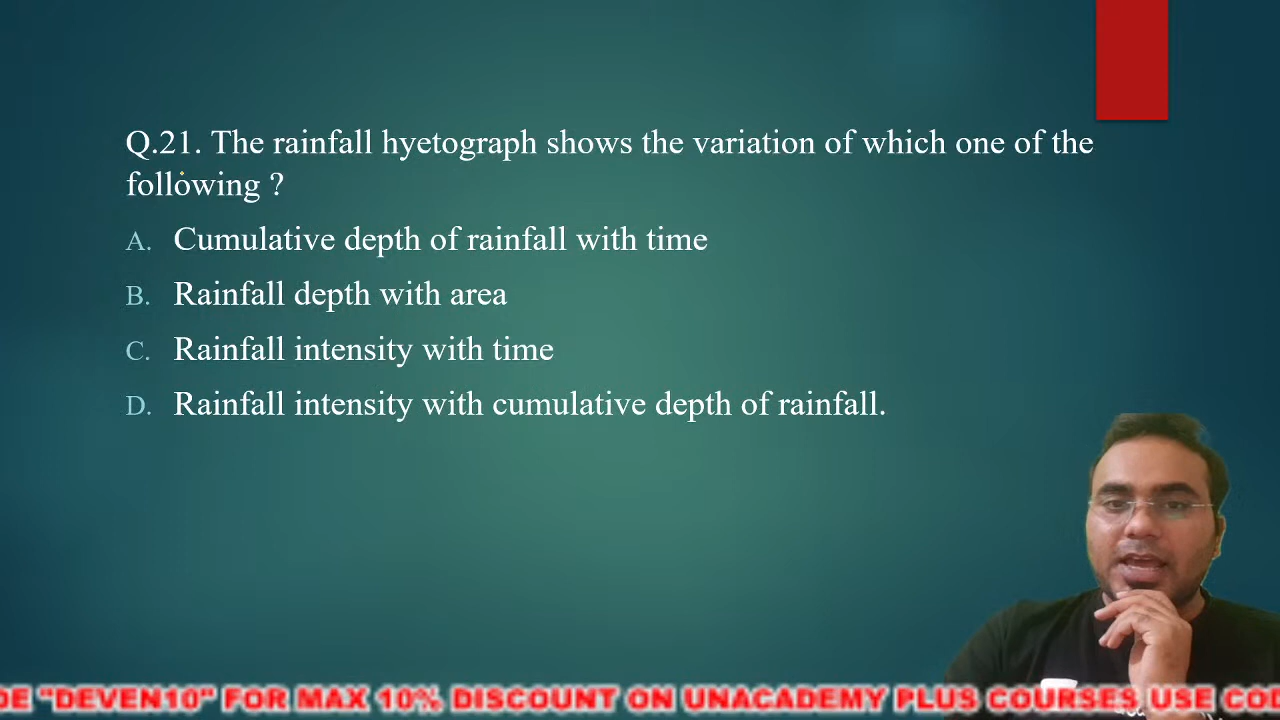 Q.21. The rainfall hyetograph shows the variation of which one of the
following ?
A. Cumulative depth of rainfall with time
B. Rainfall depth with area
C. Rainfall intensity with time
D. Rainfall intensity with cumulative depth of rainfall.
DE "DEVEN10" FOR MAX 10% DISCOUNT ON UNACADEMY PLUS COURSES, USE COD